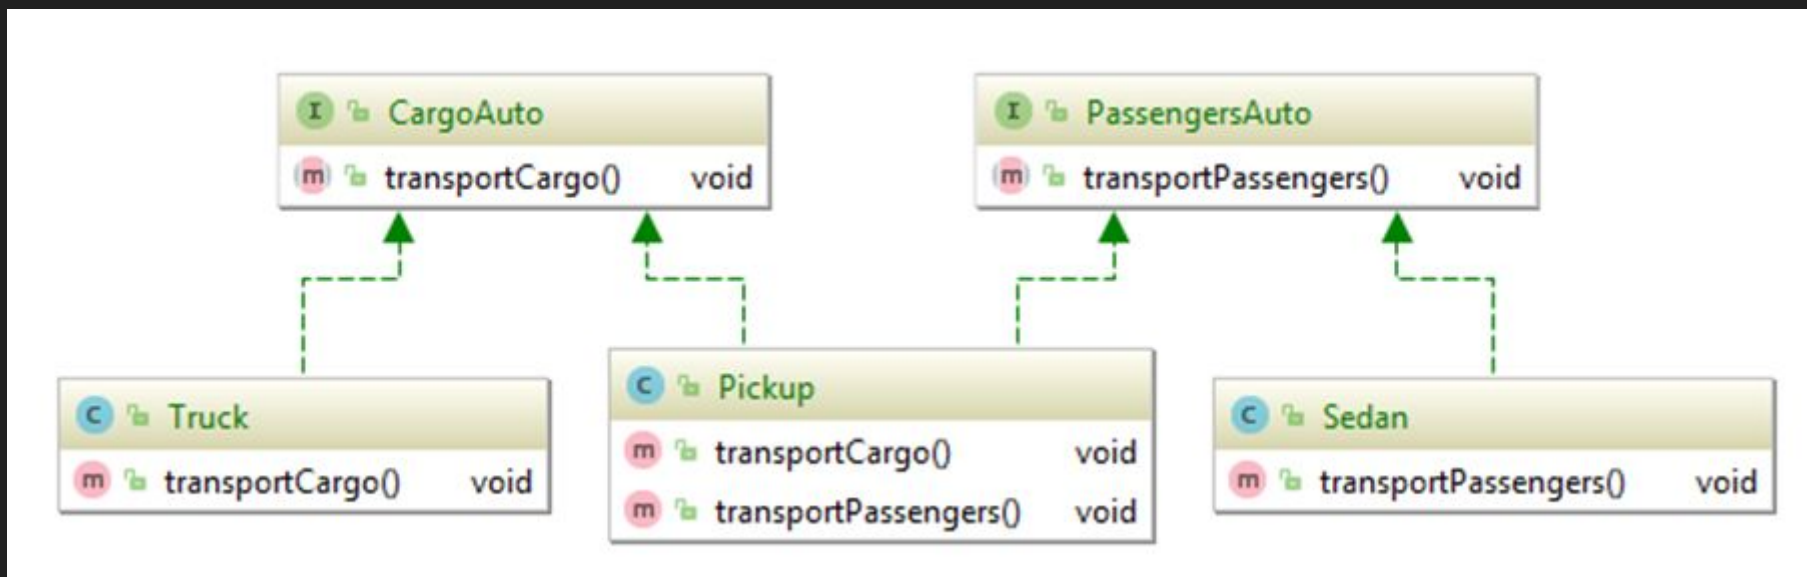 I CargoAuto
m transportCargo() void
I PassengersAuto
m transportPassengers() void
C Truck
m transportCargo() void
C Pickup
m transportCargo() void
m transportPassengers() void
C Sedan
m transportPassengers() void